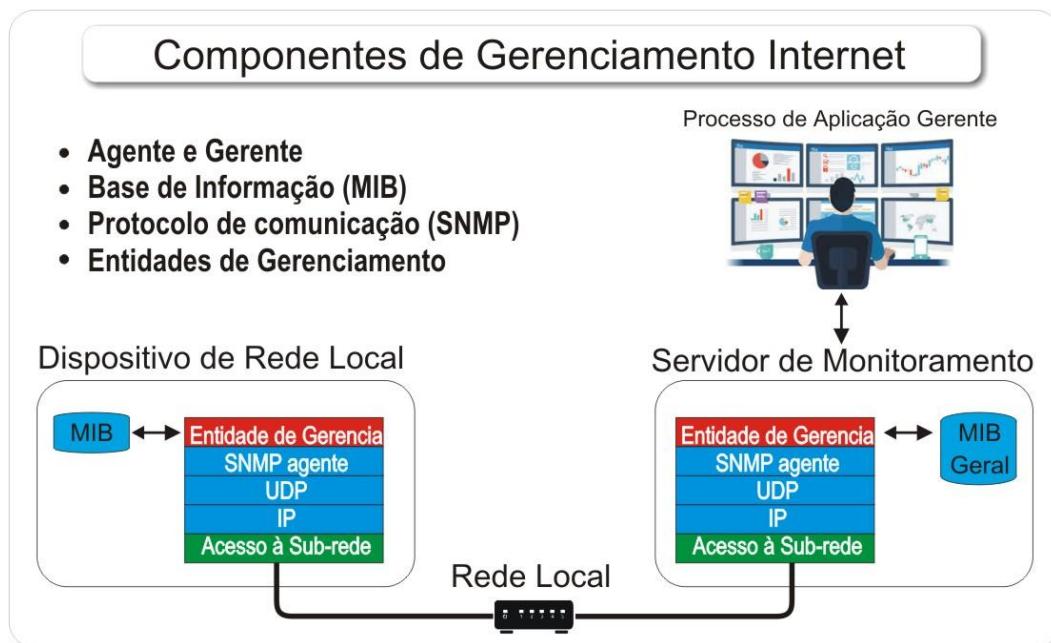 Componentes de Gerenciamento Internet
• Agente e Gerente
• Base de Informação (MIB)
• Protocolo de comunicação (SNMP)
• Entidades de Gerenciamento
Processo de Aplicação Gerente
Dispositivo de Rede Local
MIB
Entidade de Gerencia
SNMP agente
UDP
IP
Acesso à Sub-rede
Servidor de Monitoramento
Entidade de Gerencia
SNMP agente
UDP
IP
Acesso à Sub-rede
MIB
Geral
Rede Local